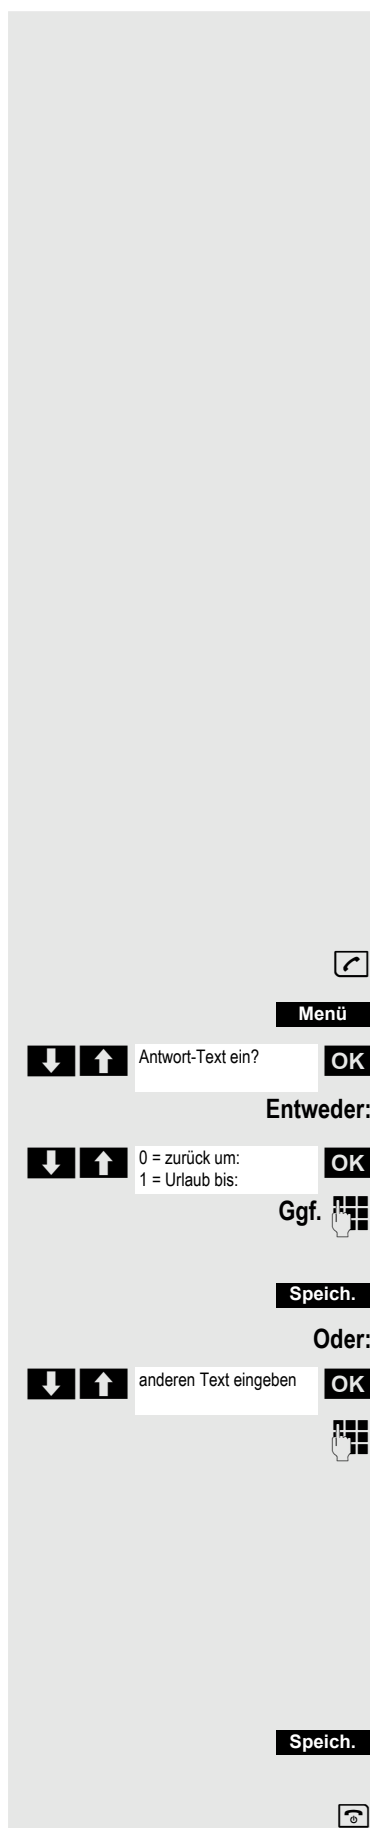 Menü
Antwort-Text ein? OK
Entweder:
0 = zurück um: OK
1 = Urlaub bis:
Ggf.
Speich.
Oder:
anderen Text eingeben OK
Speich.